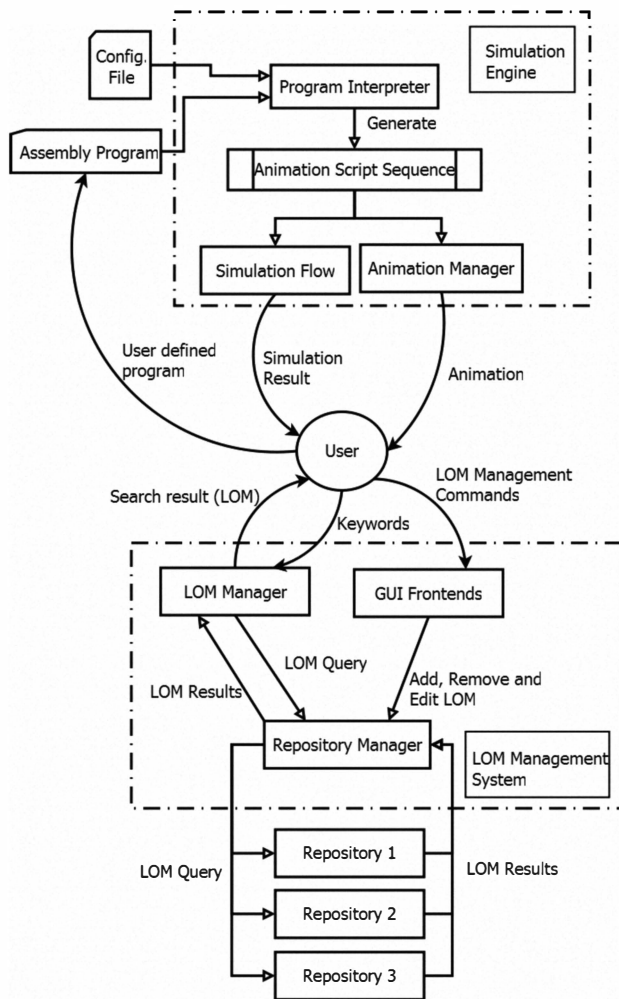 Config.
File
Simulation
Engine
Program Interpreter
Generate
Assembly Program
Animation Script Sequence
Simulation Flow
Animation Manager
User defined
program
Simulation
Result
Animation
User
Search result (LOM)
Keywords
LOM Management
Commands
LOM Manager
GUI Frontends
LOM Query
LOM Results
Add, Remove and
Edit LOM
Repository Manager
LOM Management
System
Repository 1
LOM Query
LOM Results
Repository 2
Repository 3